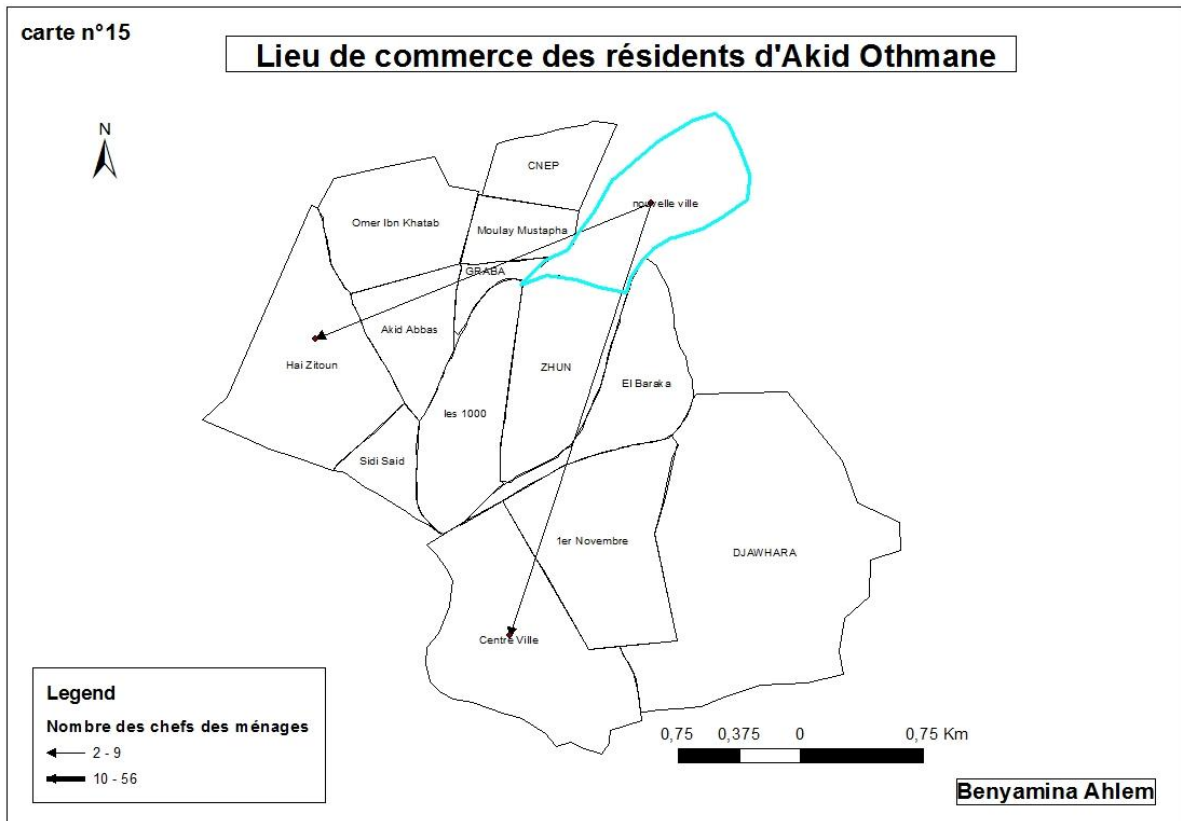 carte n°15
Lieu de commerce des résidents d'Akid Othmane
N
CNEP
nouvelle ville
Omer Ibn Khatab
Moulay Mustapha
GRABA
Akid Abbas
Hai Zitoun
ZHUN
El Baraka
les 1000
Sidi Said
1er Novembre
DJAWHARA
Centre Ville
Legend
Nombre des chefs des ménages
2 - 9
10 - 56
0,75 0,375 0 0,75 Km
Benyamina Ahlem